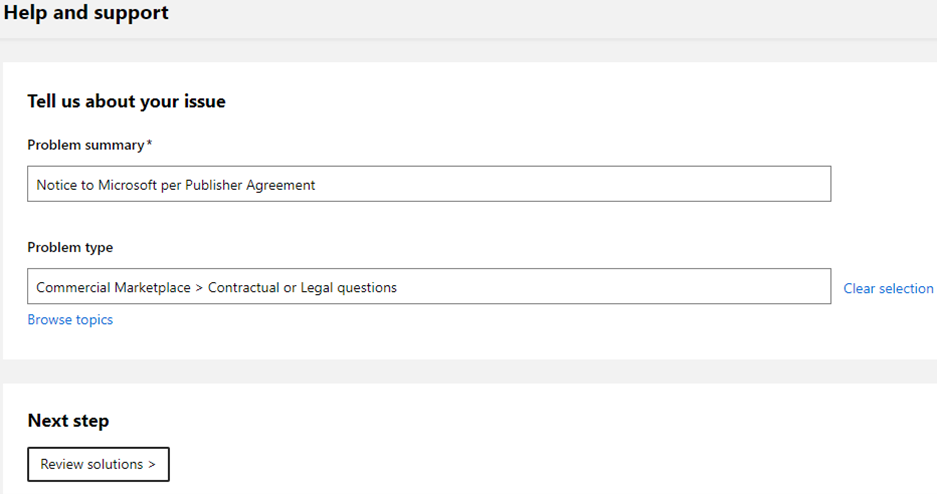 Help and support
Tell us about your issue
Problem summary*
Notice to Microsoft per Publisher Agreement
Problem type
Commercial Marketplace > Contractual or Legal questions
Clear selection
Browse topics
Next step
Review solutions >